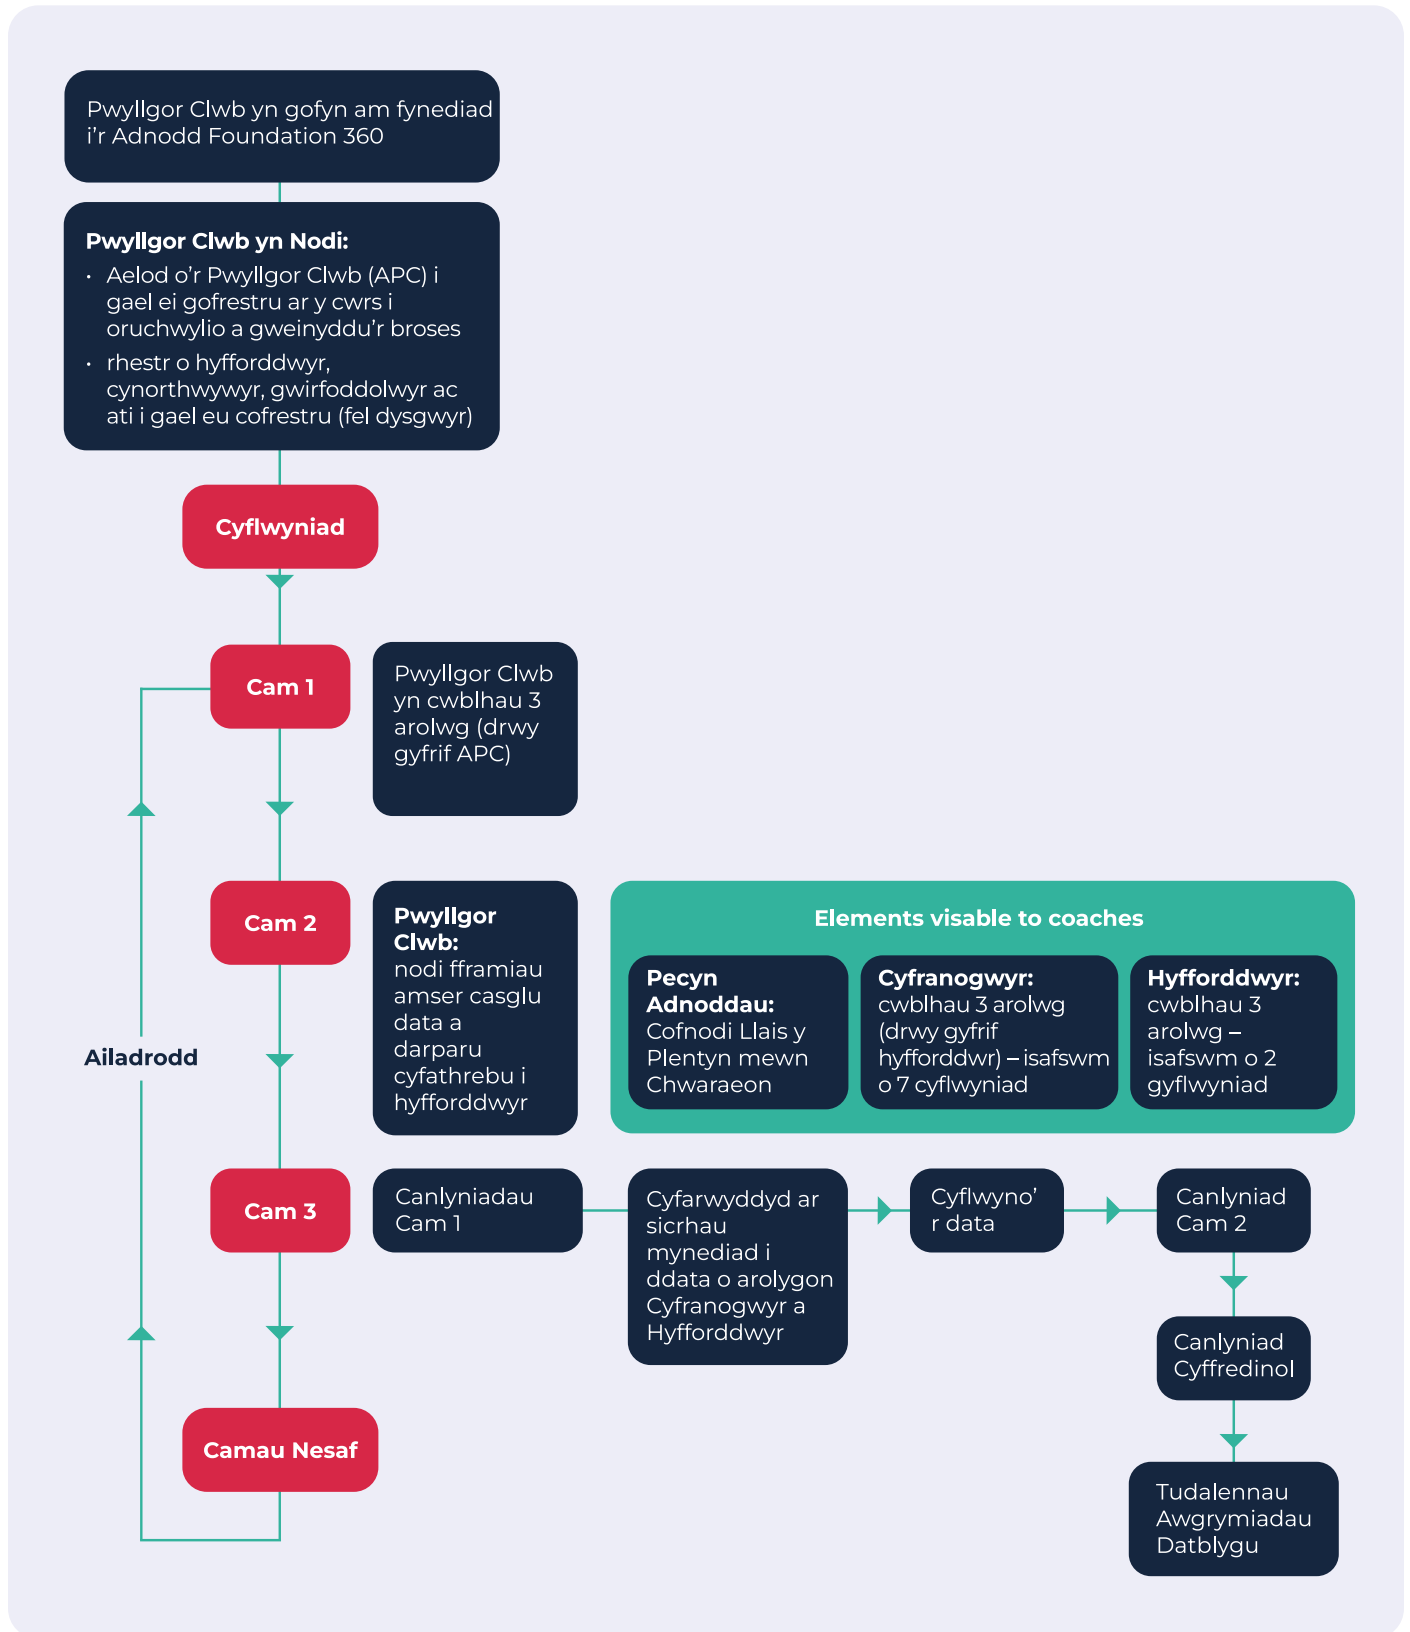 Pwyllgor Clwb yn gofyn am fynediad
i'r Adnodd Foundation 360
Pwyllgor Clwb yn Nodi:
• Aelod o'r Pwyllgor Clwb (APC) i
gael ei gofrestru ar y cwrs i
oruchwylio a gweinyddu'r broses
• rhestr o hyfforddwyr,
cynorthwywyr, gwirfoddolwyr ac
ati i gael eu cofrestru (fel dysgwyr)
Cyflwyniad
Cam 1
Pwyllgor Clwb
yn cwblhau 3
arolwg (drwy
gyfrif APC)
Cam 2
Pwyllgor
Clwb:
nodi fframiau
amser casglu
data a
darparu
cyfathrebu i
hyfforddwyr
Elements visable to coaches
Pecyn
Adnoddau:
Cofnodi Llais y
Plentyn mewn
Chwaraeon
Cyfranogwyr:
cwblhau 3 arolwg
(drwy gyfrif
hyfforddwr) – isafswm
o 7 cyflwyniad
Hyfforddwyr:
cwblhau 3
arolwg –
isafswm o 2
gyflwyniad
Ailadrodd
Cam 3
Canlyniadau
Cam 1
Cyfarwyddyd ar
sicrhau
mynediad i
ddata o arolygon
Cyfranogwyr a
Hyfforddwyr
Cyflwyno'
r data
Canlyniad
Cam 2
Canlyniad
Cyffredinol
Tudalennau
Awgrymiadau
Datblygu
Camau Nesaf